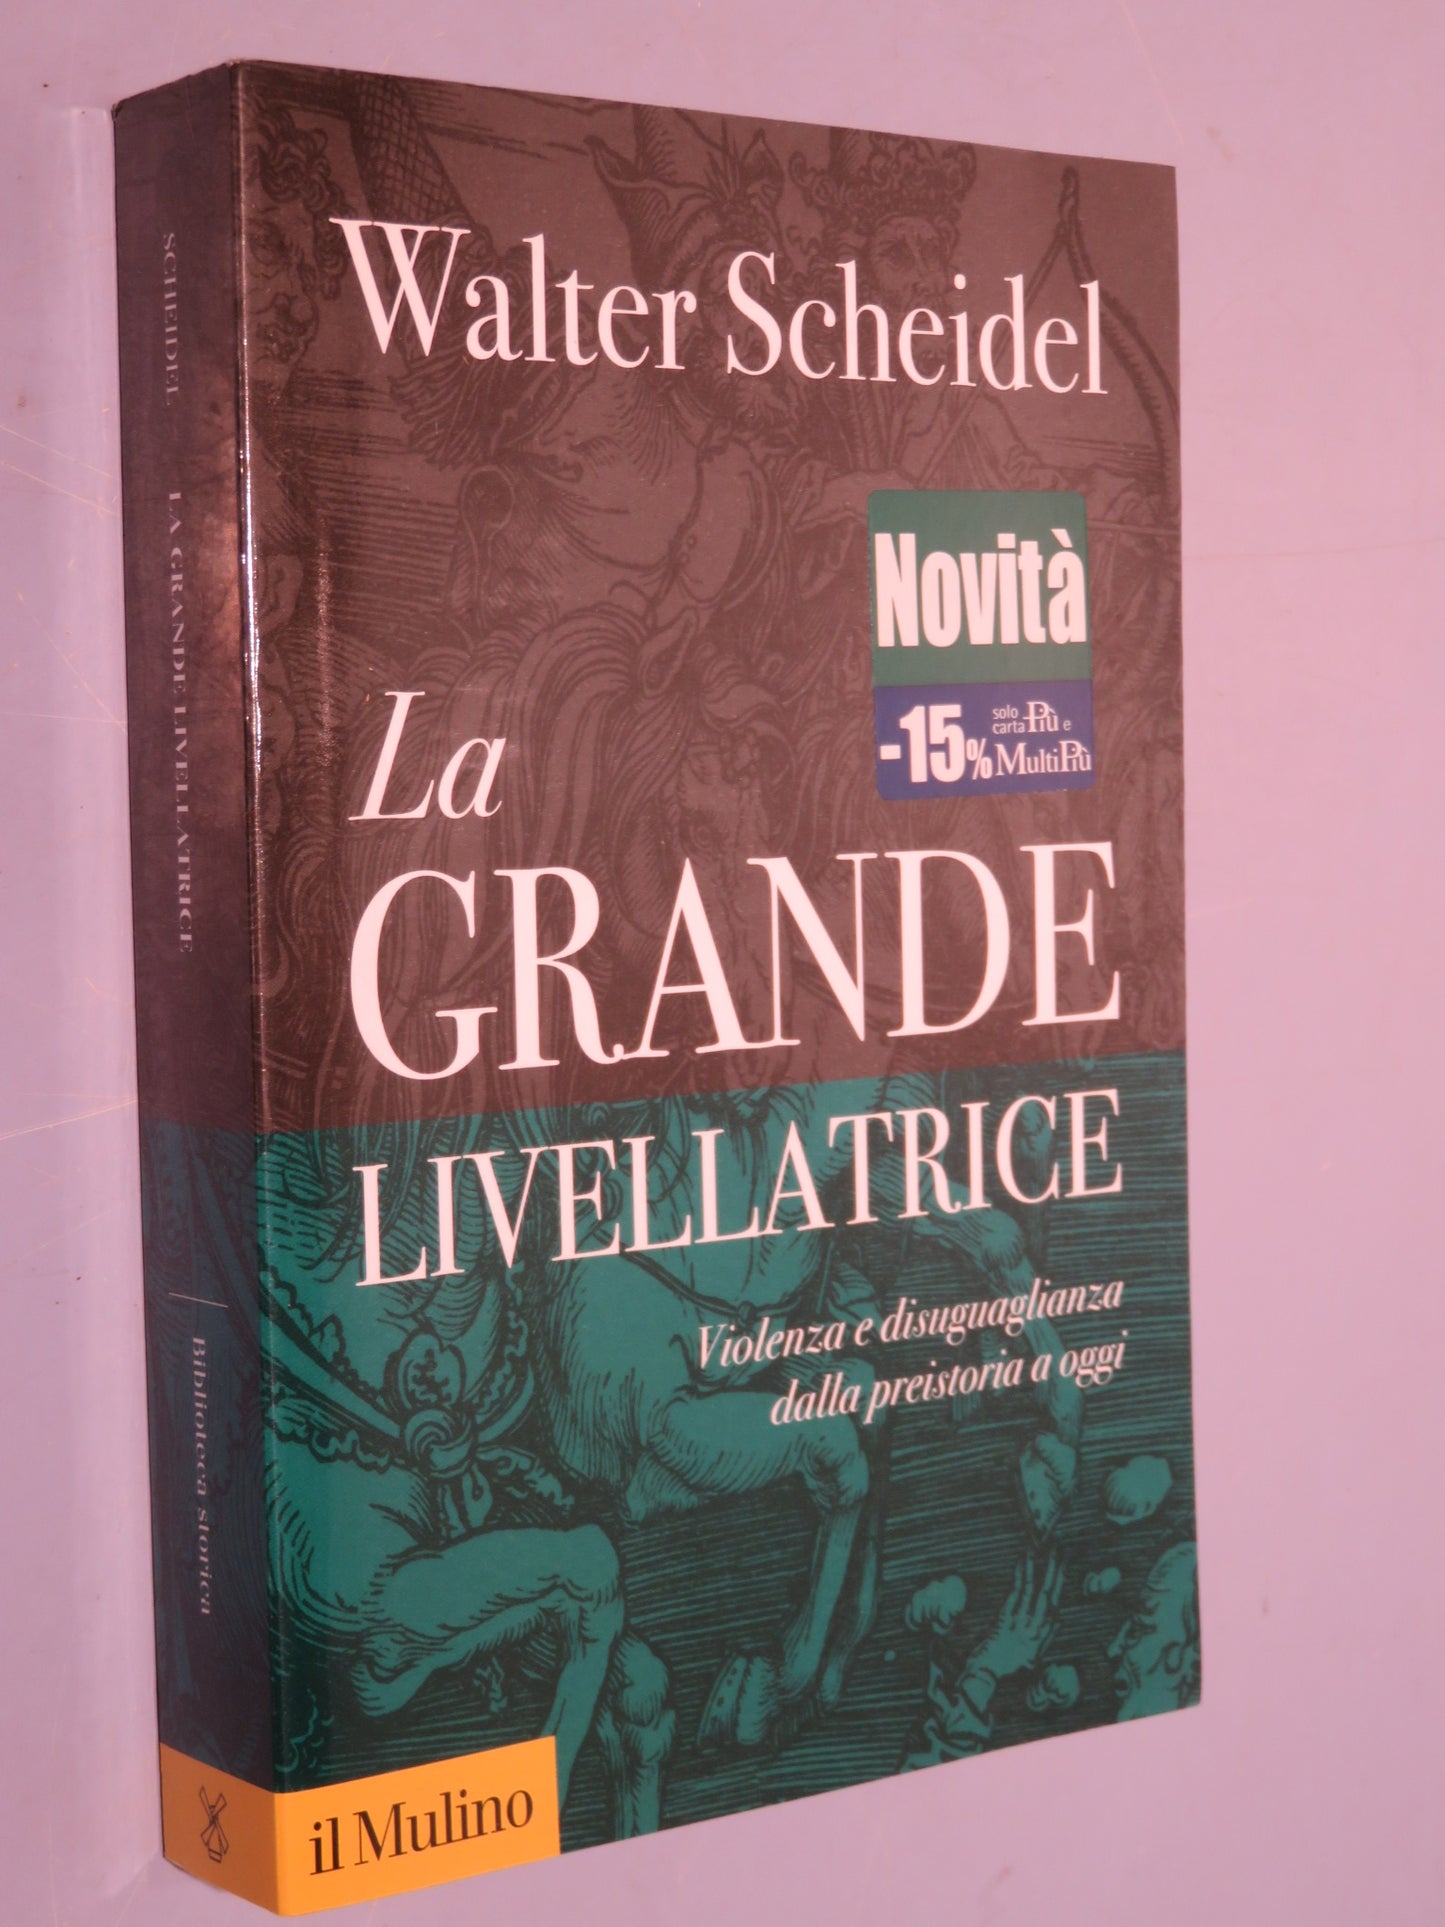 Walter Scheidel
Novità
-15% solo carta Più e MultiPiù
La
GRANDE
LIVELLATRICE
Violenza e disuguaglianza
dalla preistoria a oggi
il Mulino
SCHEIDEL LA GRANDE LIVELLATRICE Biblioteca storica